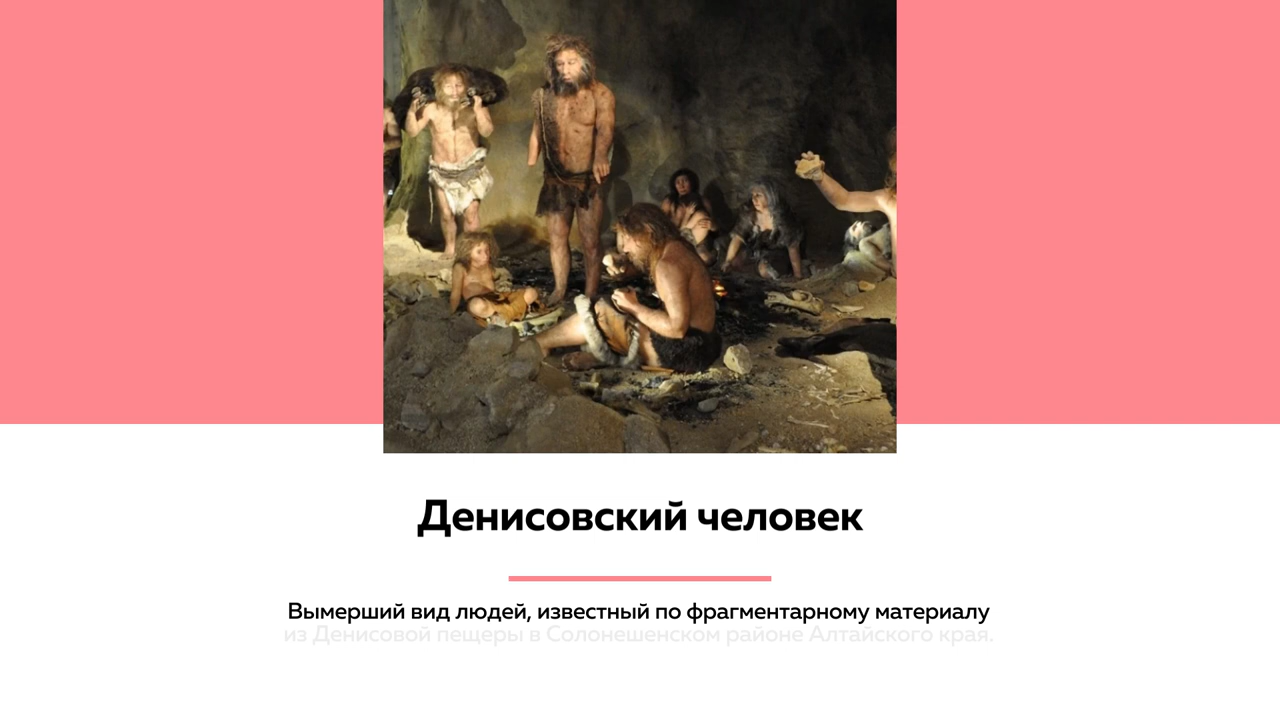 Денисовский человек
Вымерший вид людей, известный по фрагментарному материалу
из Денисовой пещеры в Солонешенском районе Алтайского края.